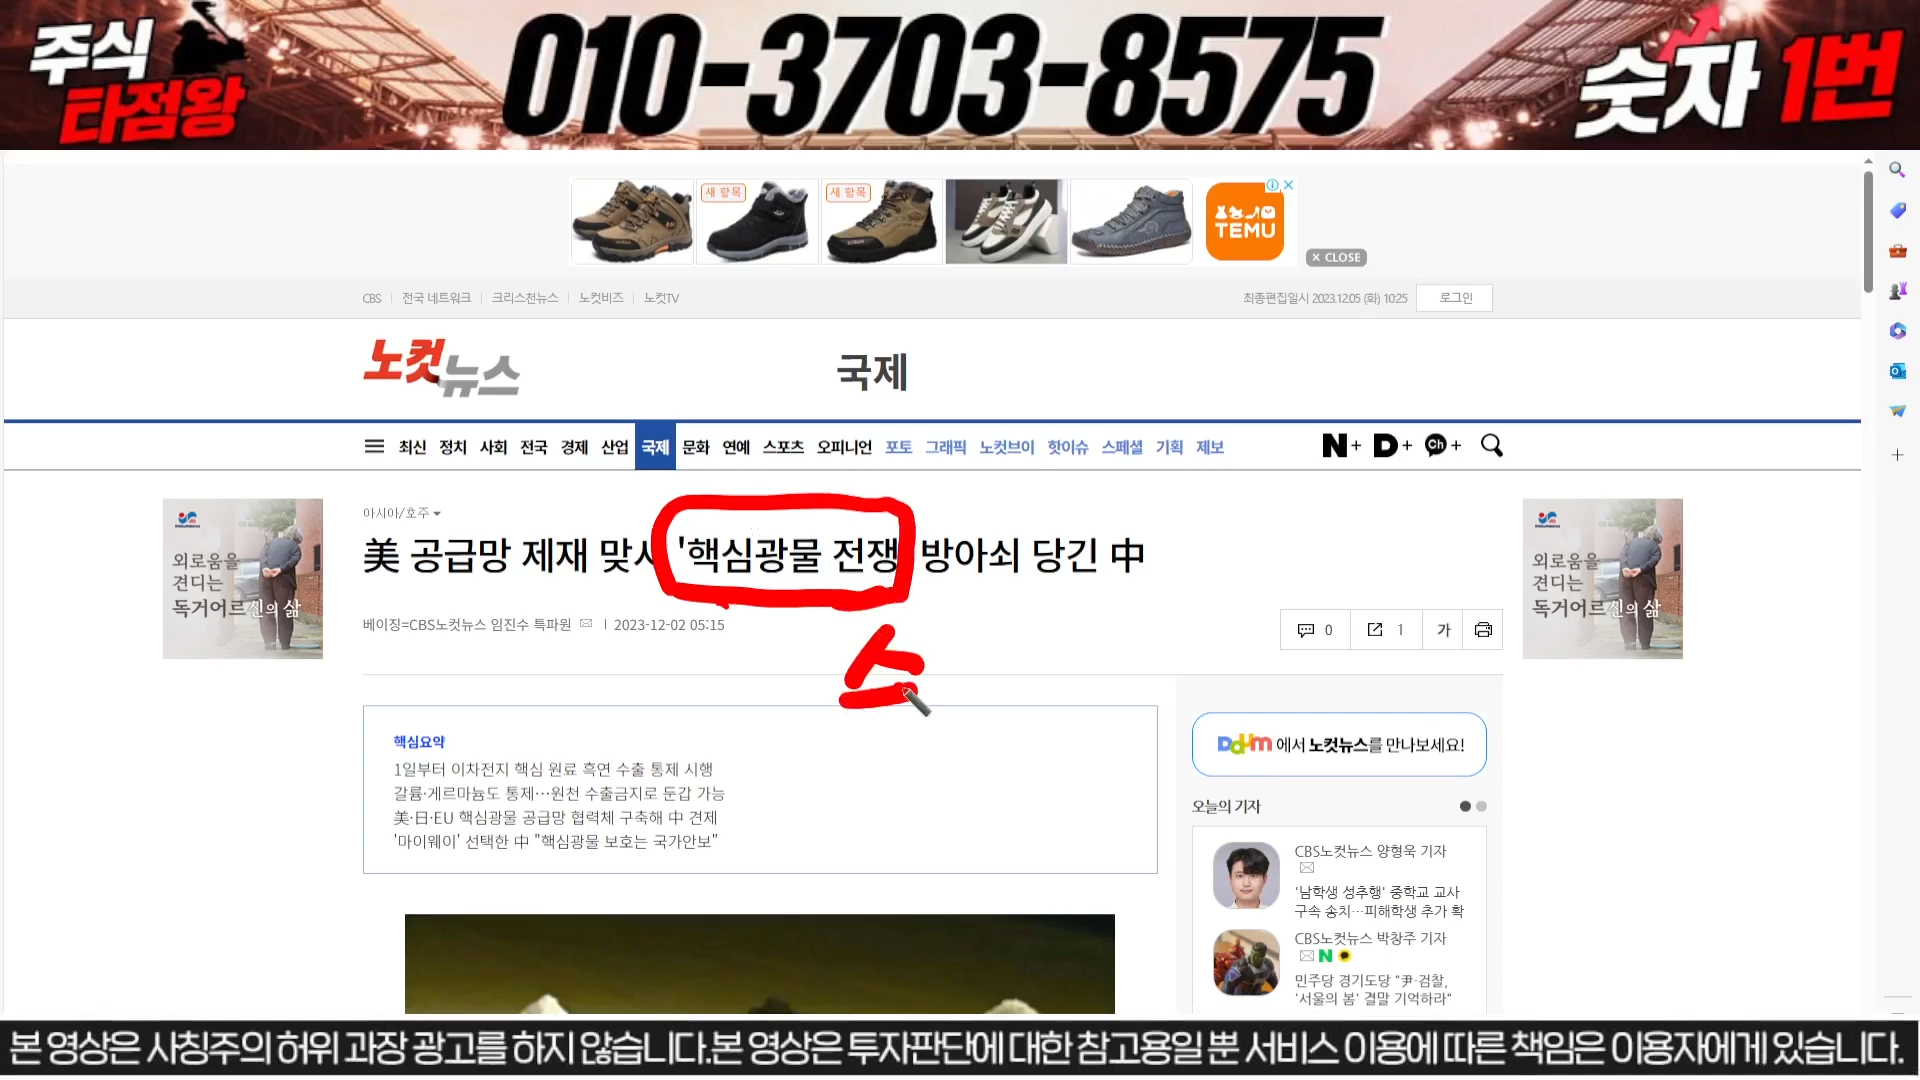 주식
타점왕
010-3703-8575
숫자 1번
새 항목
새 항목
TEMU
× CLOSE
CBS
전국 네트워크
크리스천뉴스
노컷비즈
노컷TV
최종편집일시 2023.12.05 (화) 10:25
로그인
노컷뉴스
국제
최신 정치 사회 전국 경제 산업 국제 문화 연예 스포츠 오피니언 포토 그래픽 노컷브이 핫이슈 스페셜 기획 제보
N+ D+ Ch+
아시아/호주
美 공급망 제재 맞 '핵심광물 전쟁 방아쇠 당긴 中
베이징=CBS노컷뉴스 임진수 특파원
2023-12-02 05:15
0
1
가
스
외로움을
견디는
독거어르신의 삶
외로움을
견디는
독거어르신의 삶
핵심요약
1일부터 이차전지 핵심 원료 흑연 수출 통제 시행
갈륨·게르마늄도 통제…원천 수출금지로 둔갑 가능
美·日·EU 핵심광물 공급망 협력체 구축해 中 견제
'마이웨이' 선택한 中 "핵심광물 보호는 국가안보"
Daum에서 노컷뉴스를 만나보세요!
오늘의 기자
CBS노컷뉴스 양형욱 기자
'남학생 성추행' 중학교 교사
구속 송치…피해학생 추가 확
CBS노컷뉴스 박창주 기자
N
민주당 경기도당 "尹·검찰,
'서울의 봄' 결말 기억하라"
본 영상은 사칭주의 허위 과장 광고를 하지 않습니다.본 영상은 투자판단에 대한 참고용일 뿐 서비스 이용에 따른 책임은 이용자에게 있습니다.